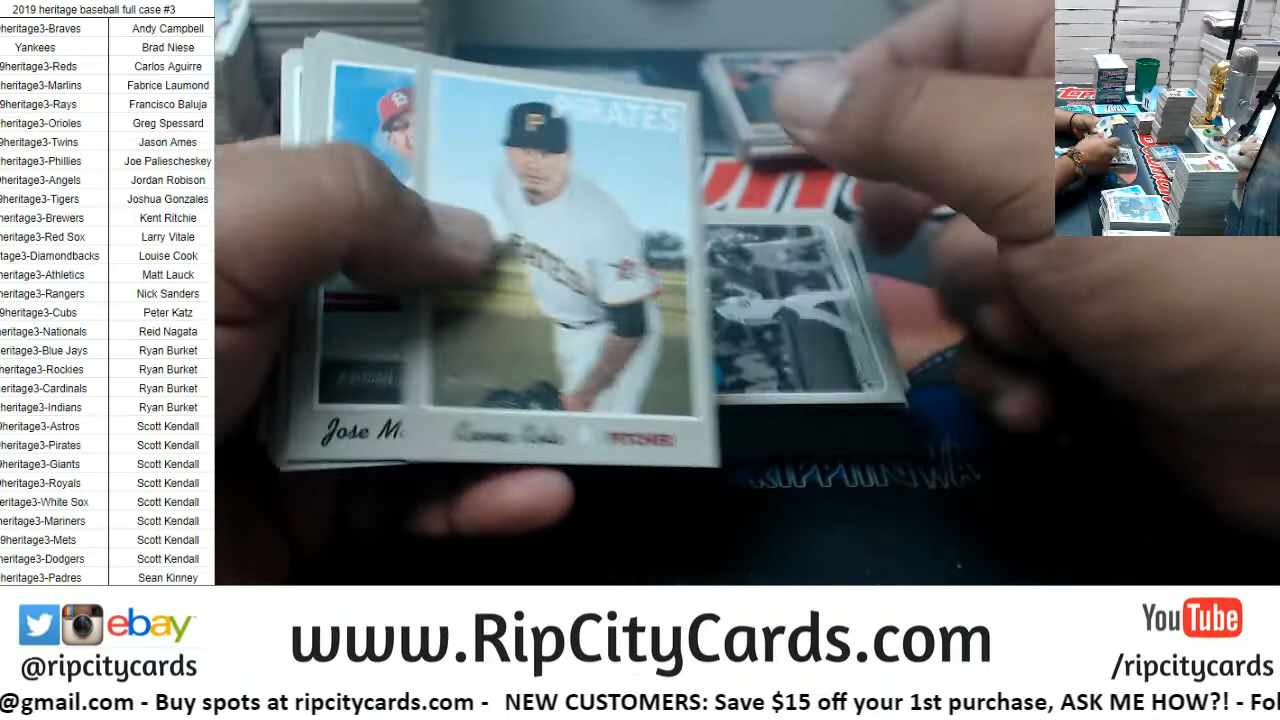 2019 heritage baseball full case #3
heritage3-Braves Andy Campbell
Yankees Brad Niese
9heritage3-Reds Carlos Aguirre
heritage3-Marlins Fabrice Laumond
9heritage3-Rays Francisco Baluja
heritage3-Orioles Greg Spessard
9heritage3-Twins Jason Ames
heritage3-Phillies Joe Paliescheskey
heritage3-Angels Jordan Robison
9heritage3-Tigers Joshua Gonzales
heritage3-Brewers Kent Ritchie
eritage3-Red Sox Larry Vitale
tage3-Diamondbacks Louise Cook
heritage3-Athletics Matt Lauck
heritage3-Rangers Nick Sanders
9heritage3-Cubs Peter Katz
heritage3-Nationals Reid Nagata
eritage3-Blue Jays Ryan Burket
heritage3-Rockies Ryan Burket
heritage3-Cardinals Ryan Burket
heritage3-Indians Ryan Burket
heritage3-Astros Scott Kendall
heritage3-Pirates Scott Kendall
heritage3-Giants Scott Kendall
heritage3-Royals Scott Kendall
eritage3-White Sox Scott Kendall
eritage3-Mariners Scott Kendall
9heritage3-Mets Scott Kendall
heritage3-Dodgers Scott Kendall
heritage3-Padres Sean Kinney
PIRATES
P
Jose M
PITCHER
ebay
@ripcitycards
www.RipCityCards.com
YouTube
/ripcitycards
@gmail.com - Buy spots at ripcitycards.com - NEW CUSTOMERS: Save $15 off your 1st purchase, ASK ME HOW?! - Fol